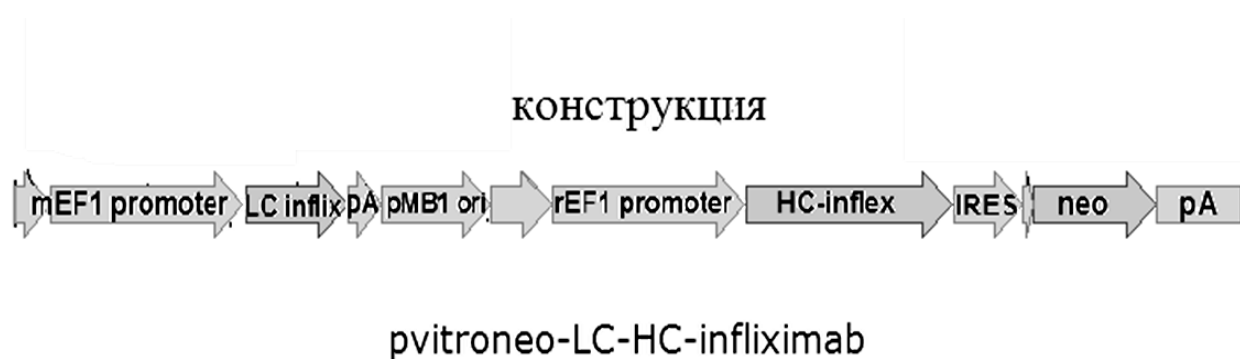 конструкция
mEF1 promoter LC inflix pA pMB1 ori rEF1 promoter HC-inflex IRES neo pA
pvitroneo-LC-HC-infliximab